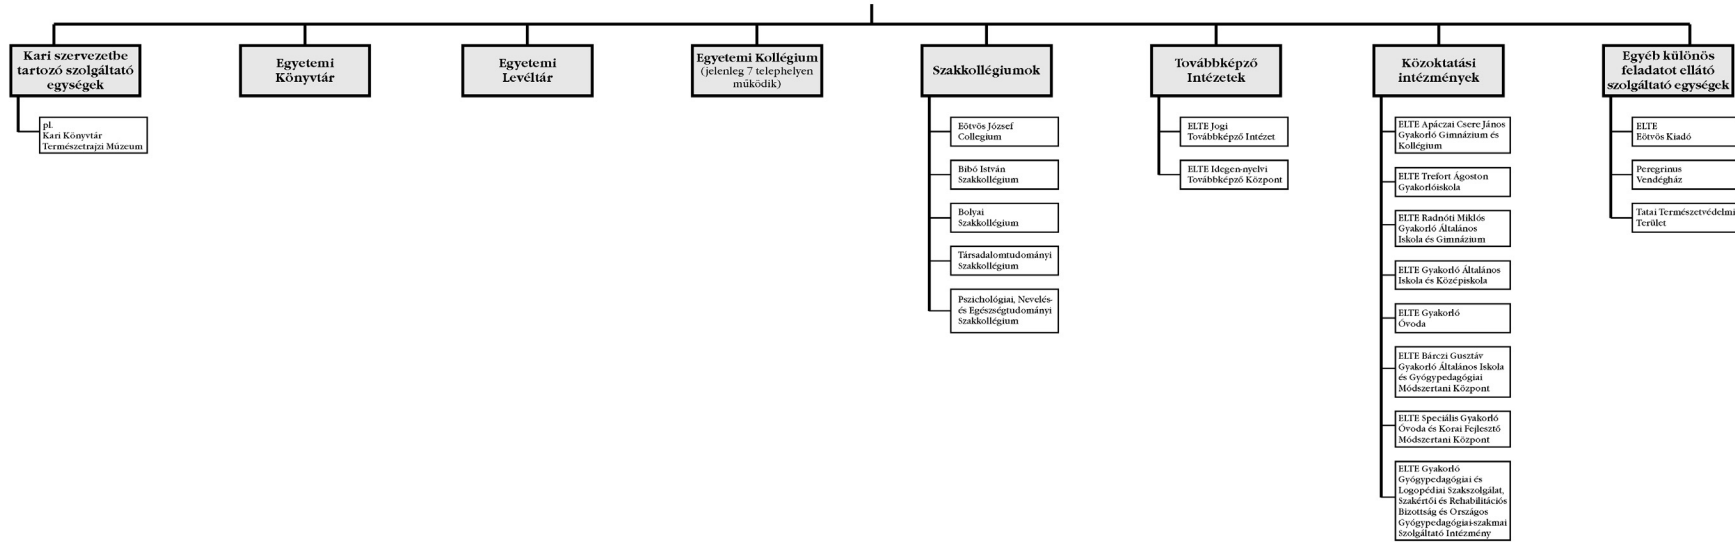 Kari szervezetbe
tartozó szolgáltató
egységek
pl.
Kari Könyvtár
Természetrajzi Múzeum
Egyetemi
Könyvtár
Egyetemi
Levéltár
Egyetemi Kollégium
(jelenleg 7 telephelyen
működik)
Szakkollégiumok
Eötvös József
Collegium
Bibó István
Szakkollégium
Bolyai
Szakkollégium
Társadalomtudományi
Szakkollégium
Pszichológiai, Nevelés-
és Egészségtudományi
Szakkollégium
Továbbképző
Intézetek
ELTE Jogi
Továbbképző Intézet
ELTE Idegen-nyelvi
Továbbképző Központ
Közoktatási
intézmények
ELTE Apáczai Csere János
Gyakorló Gimnázium és
Kollégium
ELTE Trefort Ágoston
Gyakorlóiskola
ELTE Radnóti Miklós
Gyakorló Általános
Iskola és Gimnázium
ELTE Gyakorló Általános
Iskola és Középiskola
ELTE Gyakorló
Óvoda
ELTE Bárczi Gusztáv
Gyakorló Általános Iskola
és Gyógypedagógiai
Módszertani Központ
ELTE Speciális Gyakorló
Óvoda és Korai Fejlesztő
Módszertani Központ
ELTE Gyakorló
Gyógypedagógiai és
Logopédiai Szakszolgálat,
Szakértői és Rehabilitációs
Bizottság és Országos
Gyógypedagógiai-szakmai
Szolgáltató Intézmény
Egyéb különös
feladatot ellátó
szolgáltató egységek
ELTE
Eötvös Kiadó
Peregrinus
Vendégház
Tatai Természetvédelmi
Terület